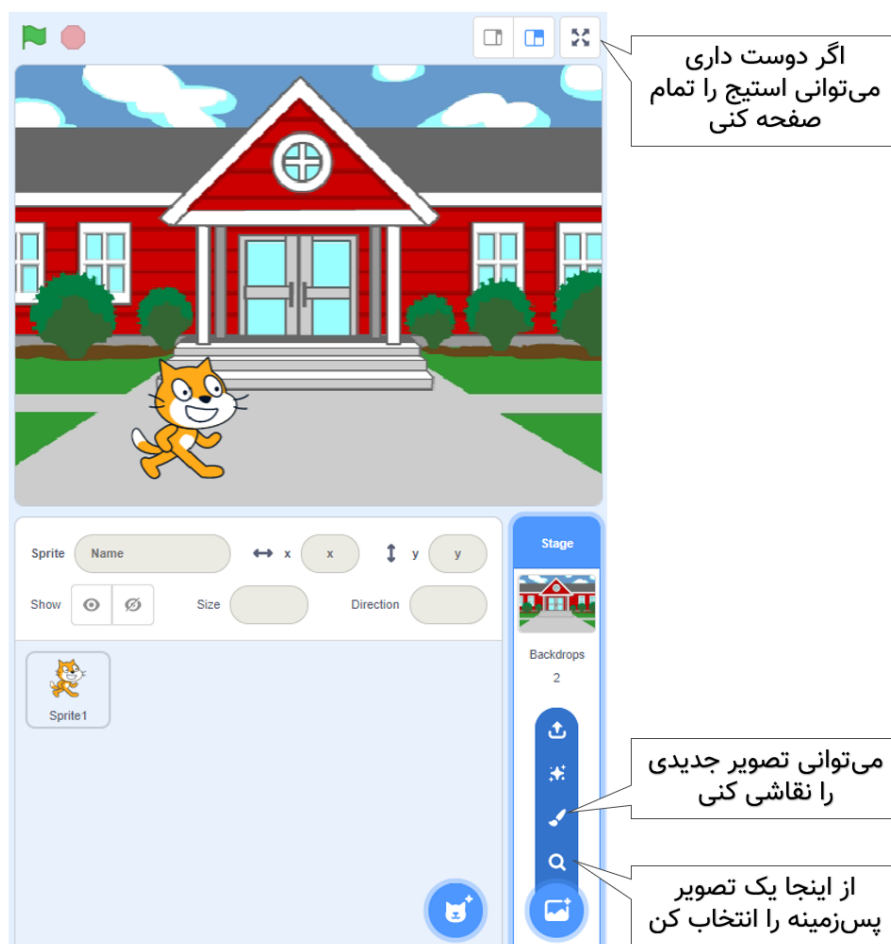 اگر دوست داری
می‌توانی استیج را تمام
صفحه کنی
Sprite Name x x y y
Stage
Show Size Direction
Backdrops
2
Sprite1
می‌توانی تصویر جدیدی
را نقاشی کنی
از اینجا یک تصویر
پس‌زمینه را انتخاب کن